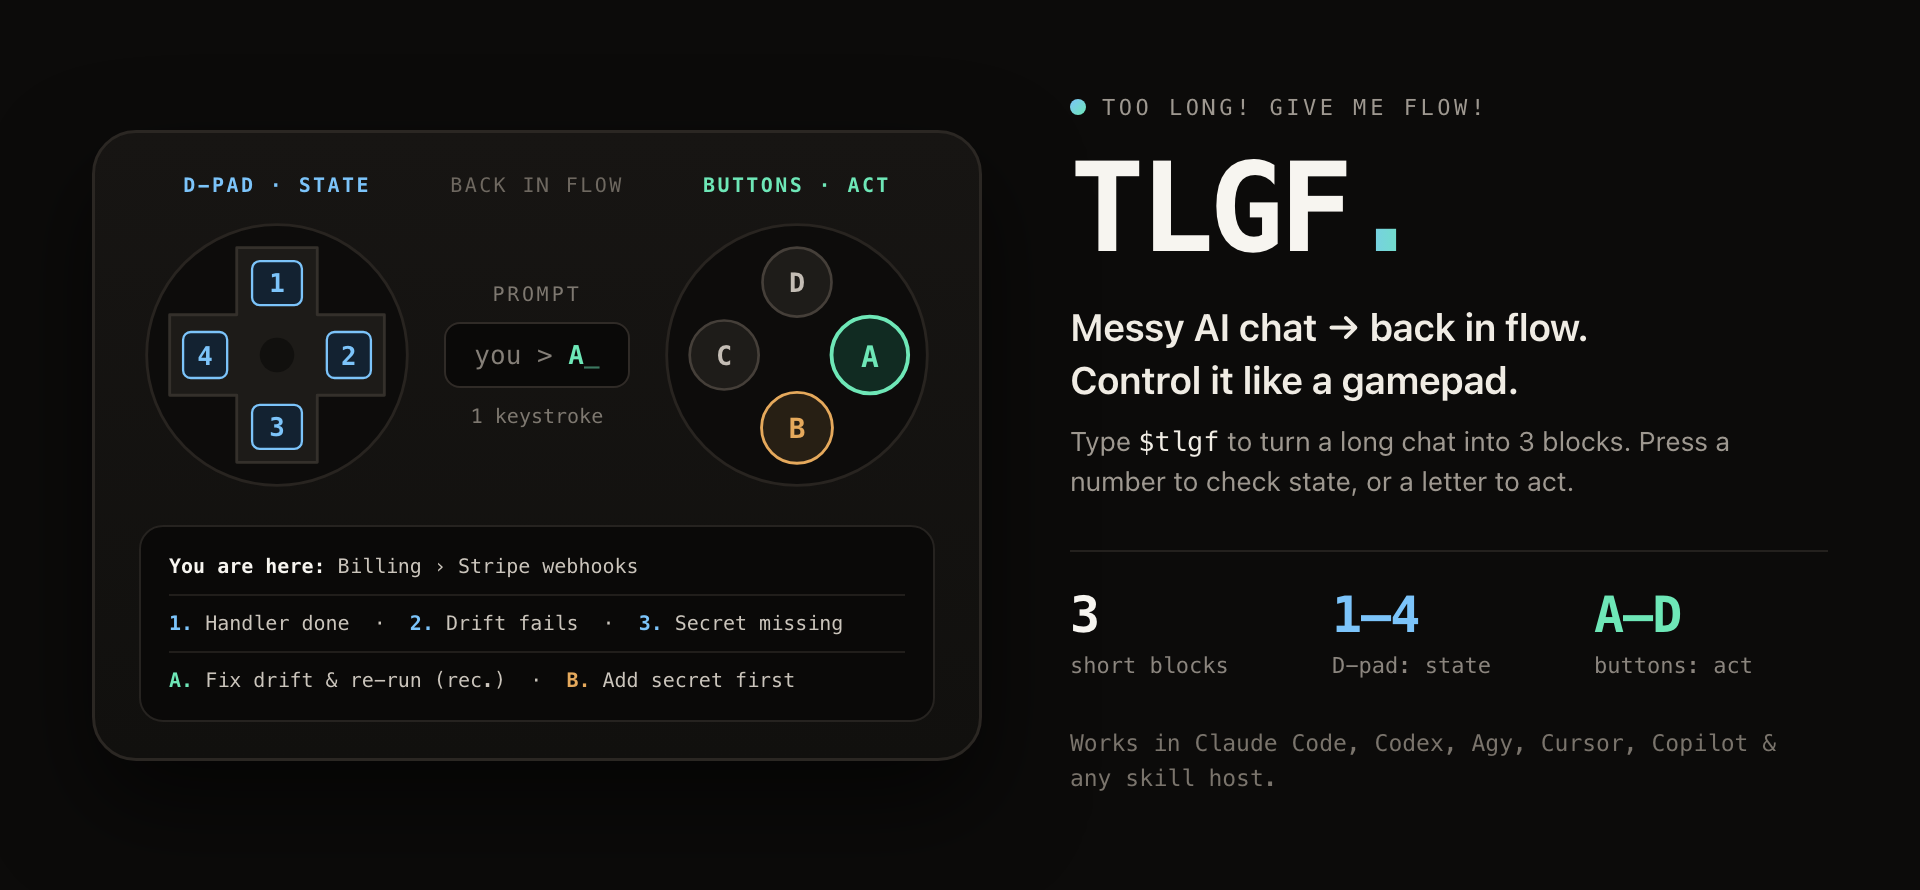 D-PAD · STATE
BACK IN FLOW
BUTTONS · ACT
1
4
2
3
PROMPT
you > A_
1 keystroke
D
C
A
B
You are here: Billing › Stripe webhooks
1. Handler done · 2. Drift fails · 3. Secret missing
A. Fix drift & re-run (rec.) · B. Add secret first
TOO LONG! GIVE ME FLOW!
TLGF.
Messy AI chat → back in flow.
Control it like a gamepad.
Type $tlgf to turn a long chat into 3 blocks. Press a
number to check state, or a letter to act.
3
short blocks
1–4
D-pad: state
A–D
buttons: act
Works in Claude Code, Codex, Agy, Cursor, Copilot &
any skill host.